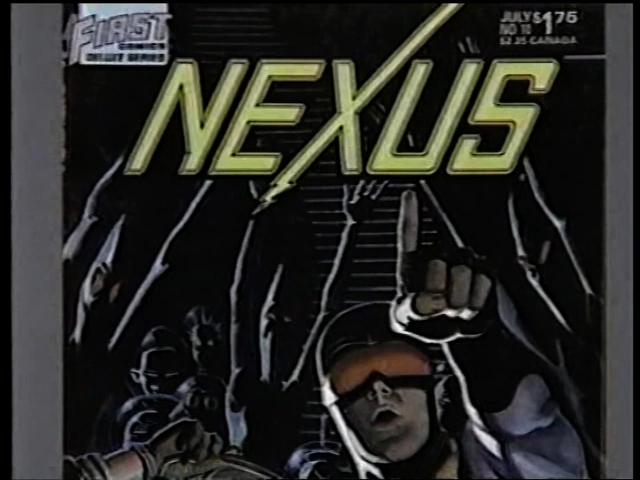 FIRST
COMICS
DELUXE SERIES
JULY $1.75
NO. 10
$2.25 CANADA
NEXUS